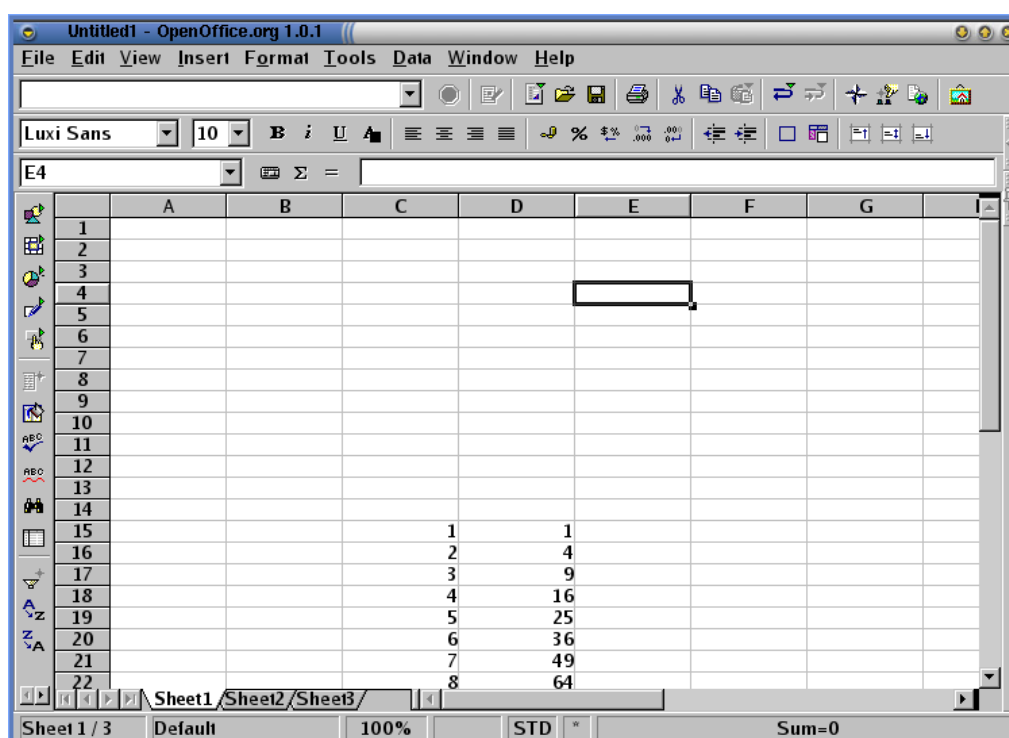 Untitled1 - OpenOffice.org 1.0.1
File Edit View Insert Format Tools Data Window Help
Luxi Sans 10 B i U A
E4 Σ =
A B C D E F G
1
2
3
4
5
6
7
8
9
10
11
12
13
14
15 1 1
16 2 4
17 3 9
18 4 16
19 5 25
20 6 36
21 7 49
22 8 64
Sheet1 Sheet2 Sheet3
Sheet 1 / 3 Default 100% STD * Sum=0